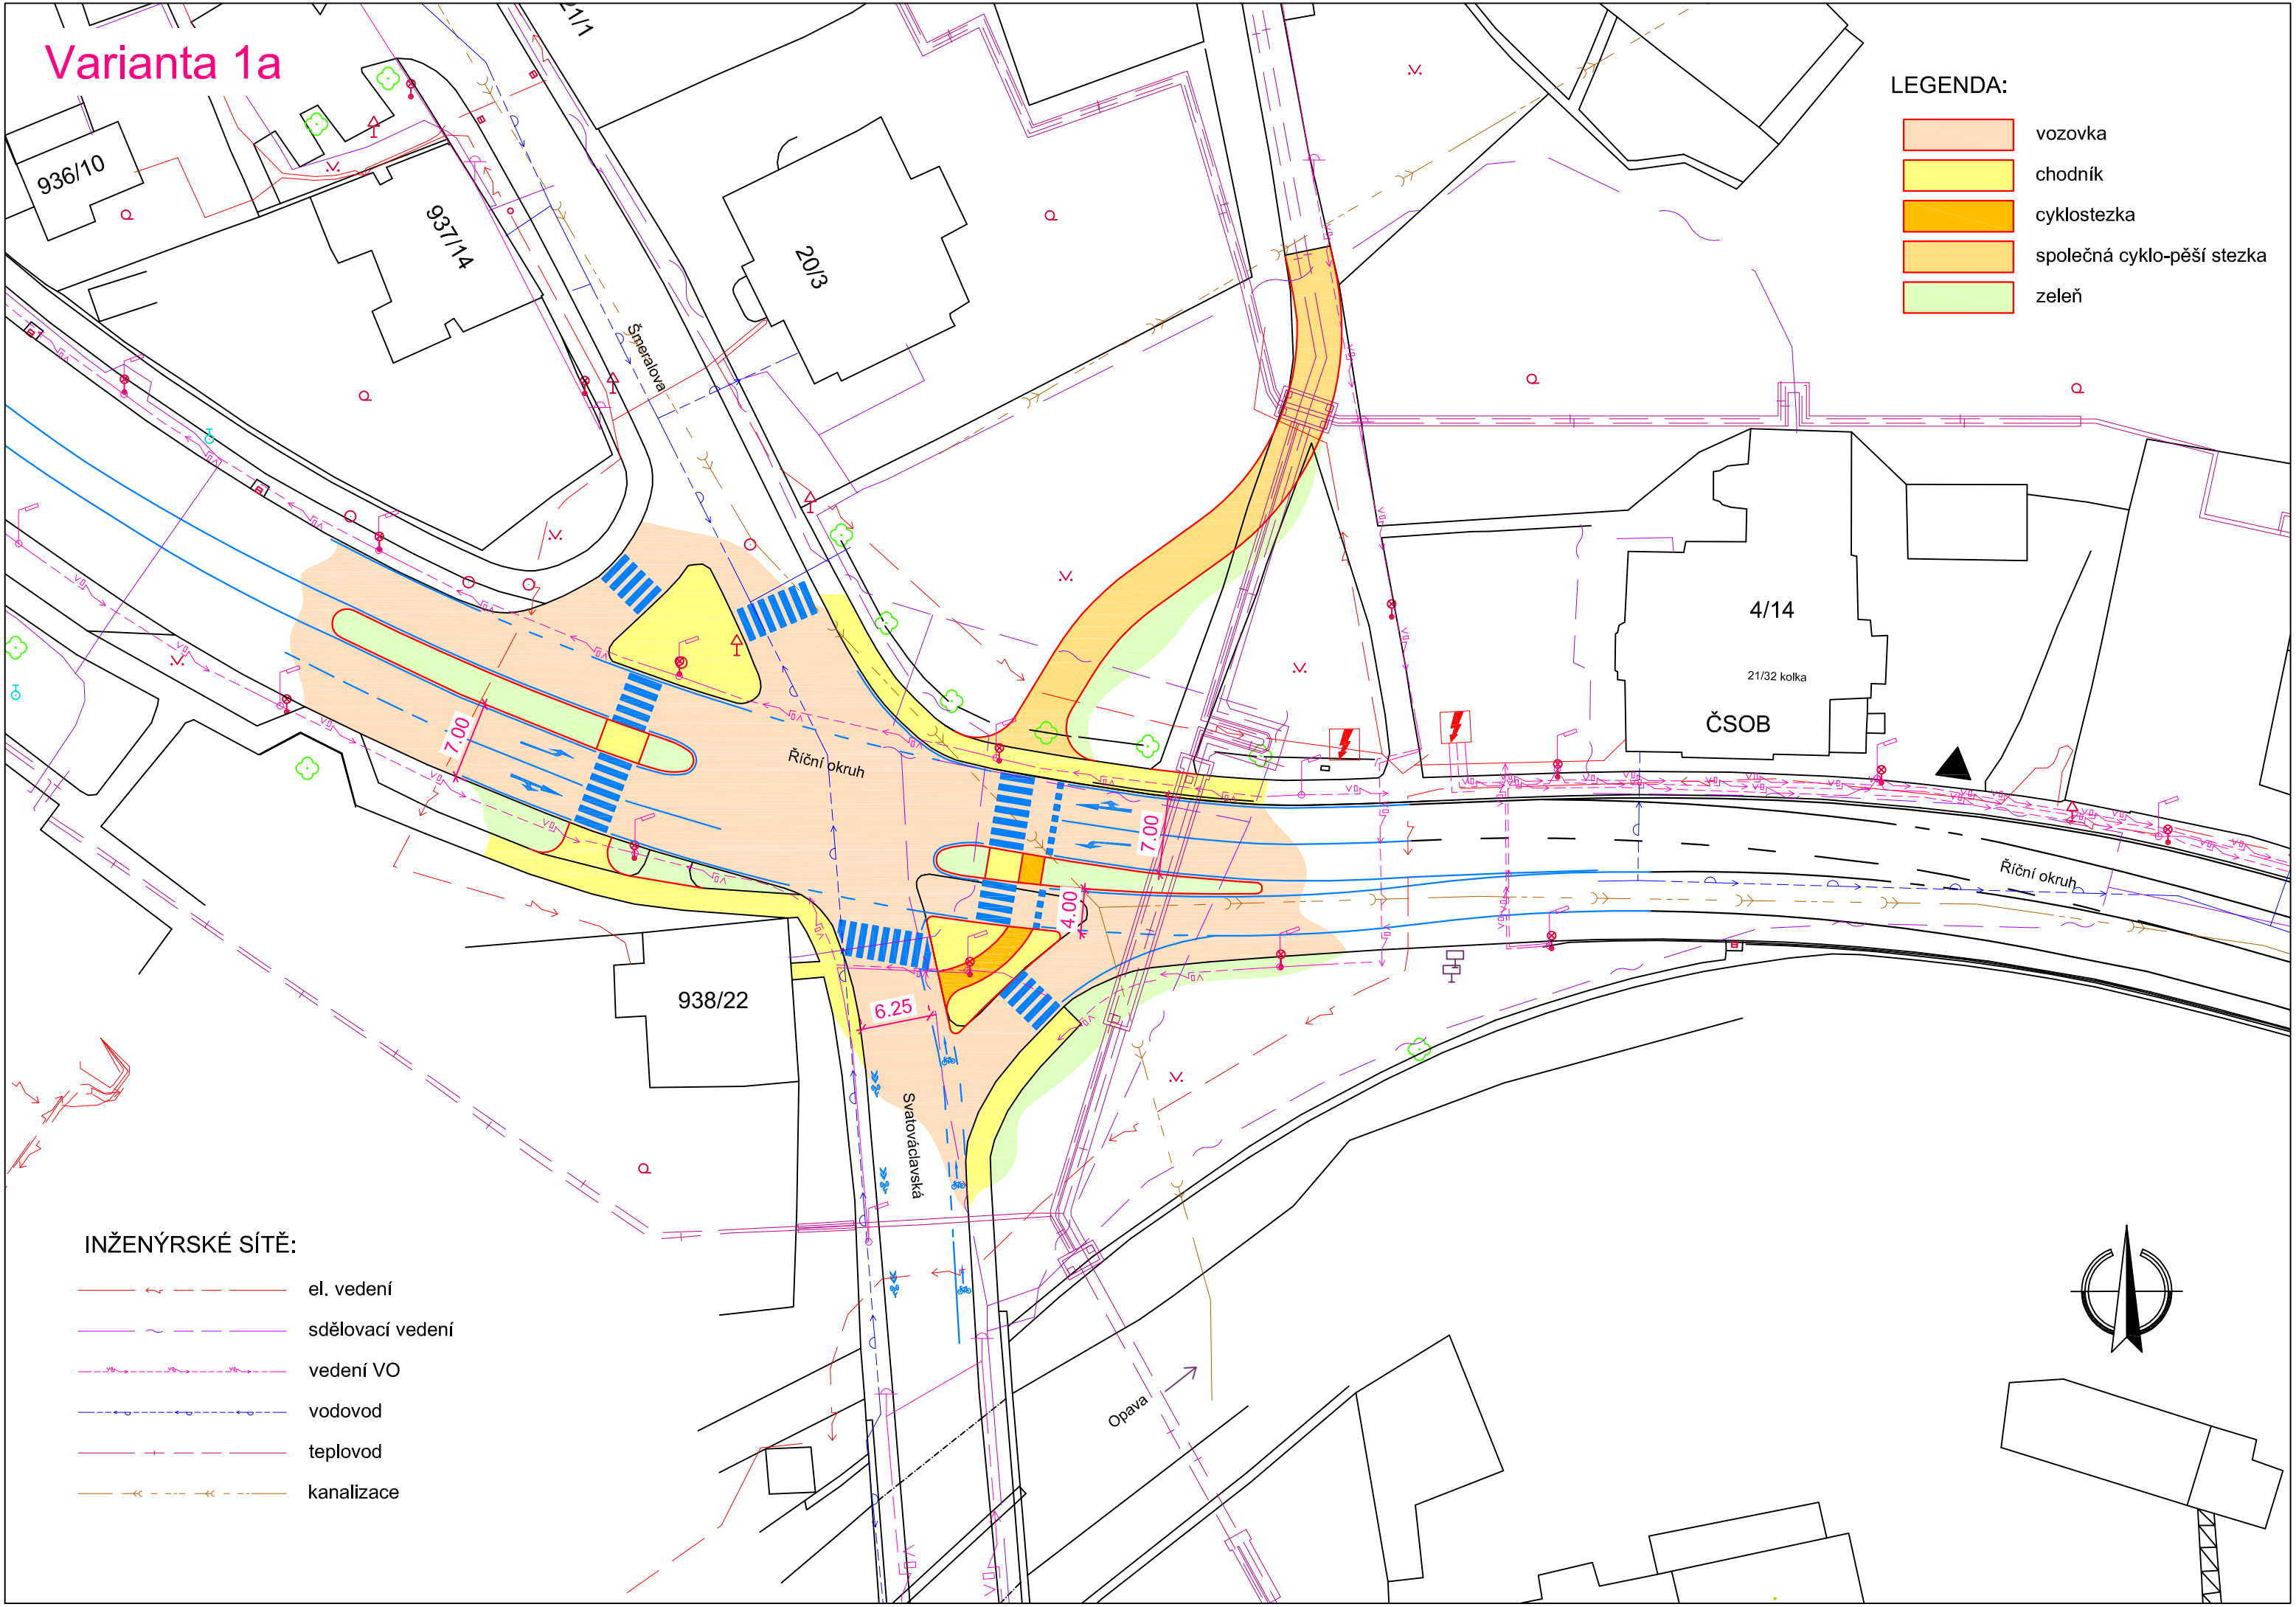 Varianta 1a
21/1
LEGENDA:
vozovka
chodník
cyklostezka
společná cyklo-pěší stezka
zeleň
936/10
937/14
20/3
Šmeralova
4/14
21/32 kolka
ČSOB
7.00
Říční okruh
7.00
4.00
Říční okruh
938/22
6.25
Svatováclavská
Opava
INŽENÝRSKÉ SÍTĚ:
el. vedení
sdělovací vedení
vedení VO
vodovod
teplovod
kanalizace